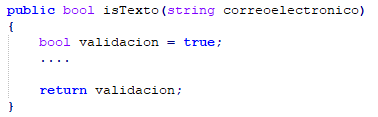 public bool isTexto(string correoelectronico)
{
    bool validacion = true;
    ....
    return validacion;
}